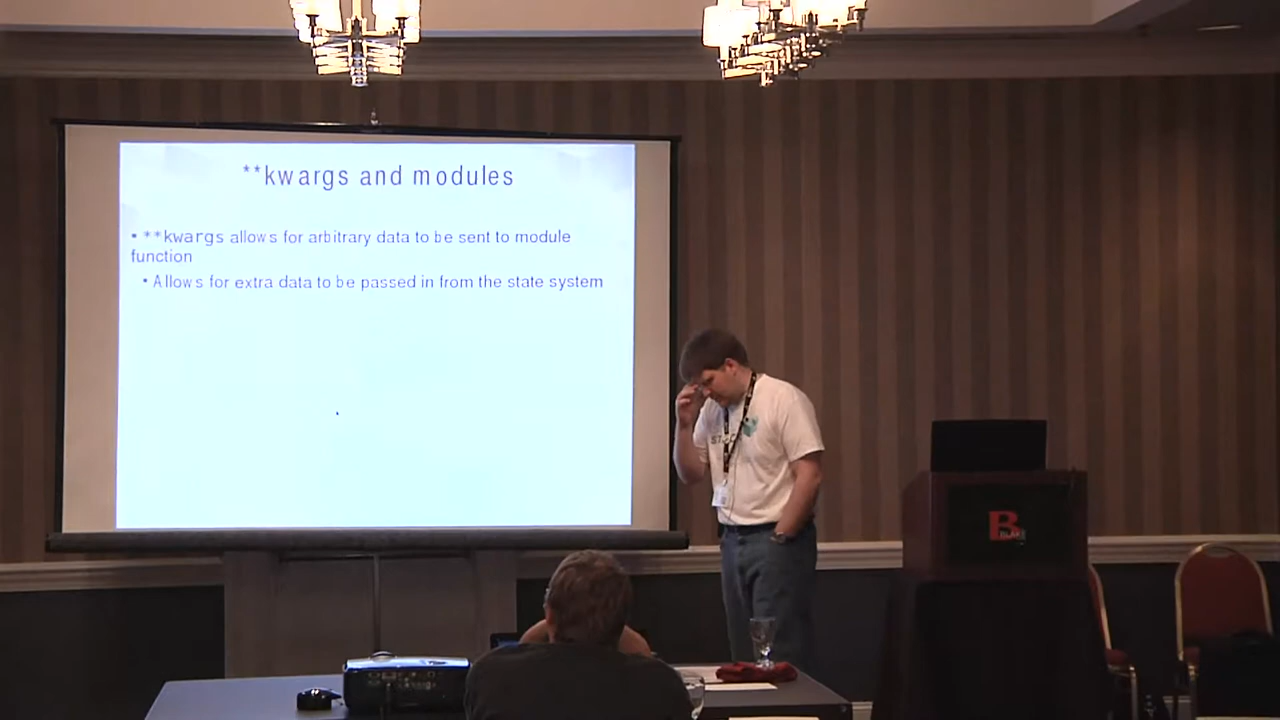 **kwargs and modules
• **kwargs allows for arbitrary data to be sent to module
function
• Allows for extra data to be passed in from the state system
B
BLAKE